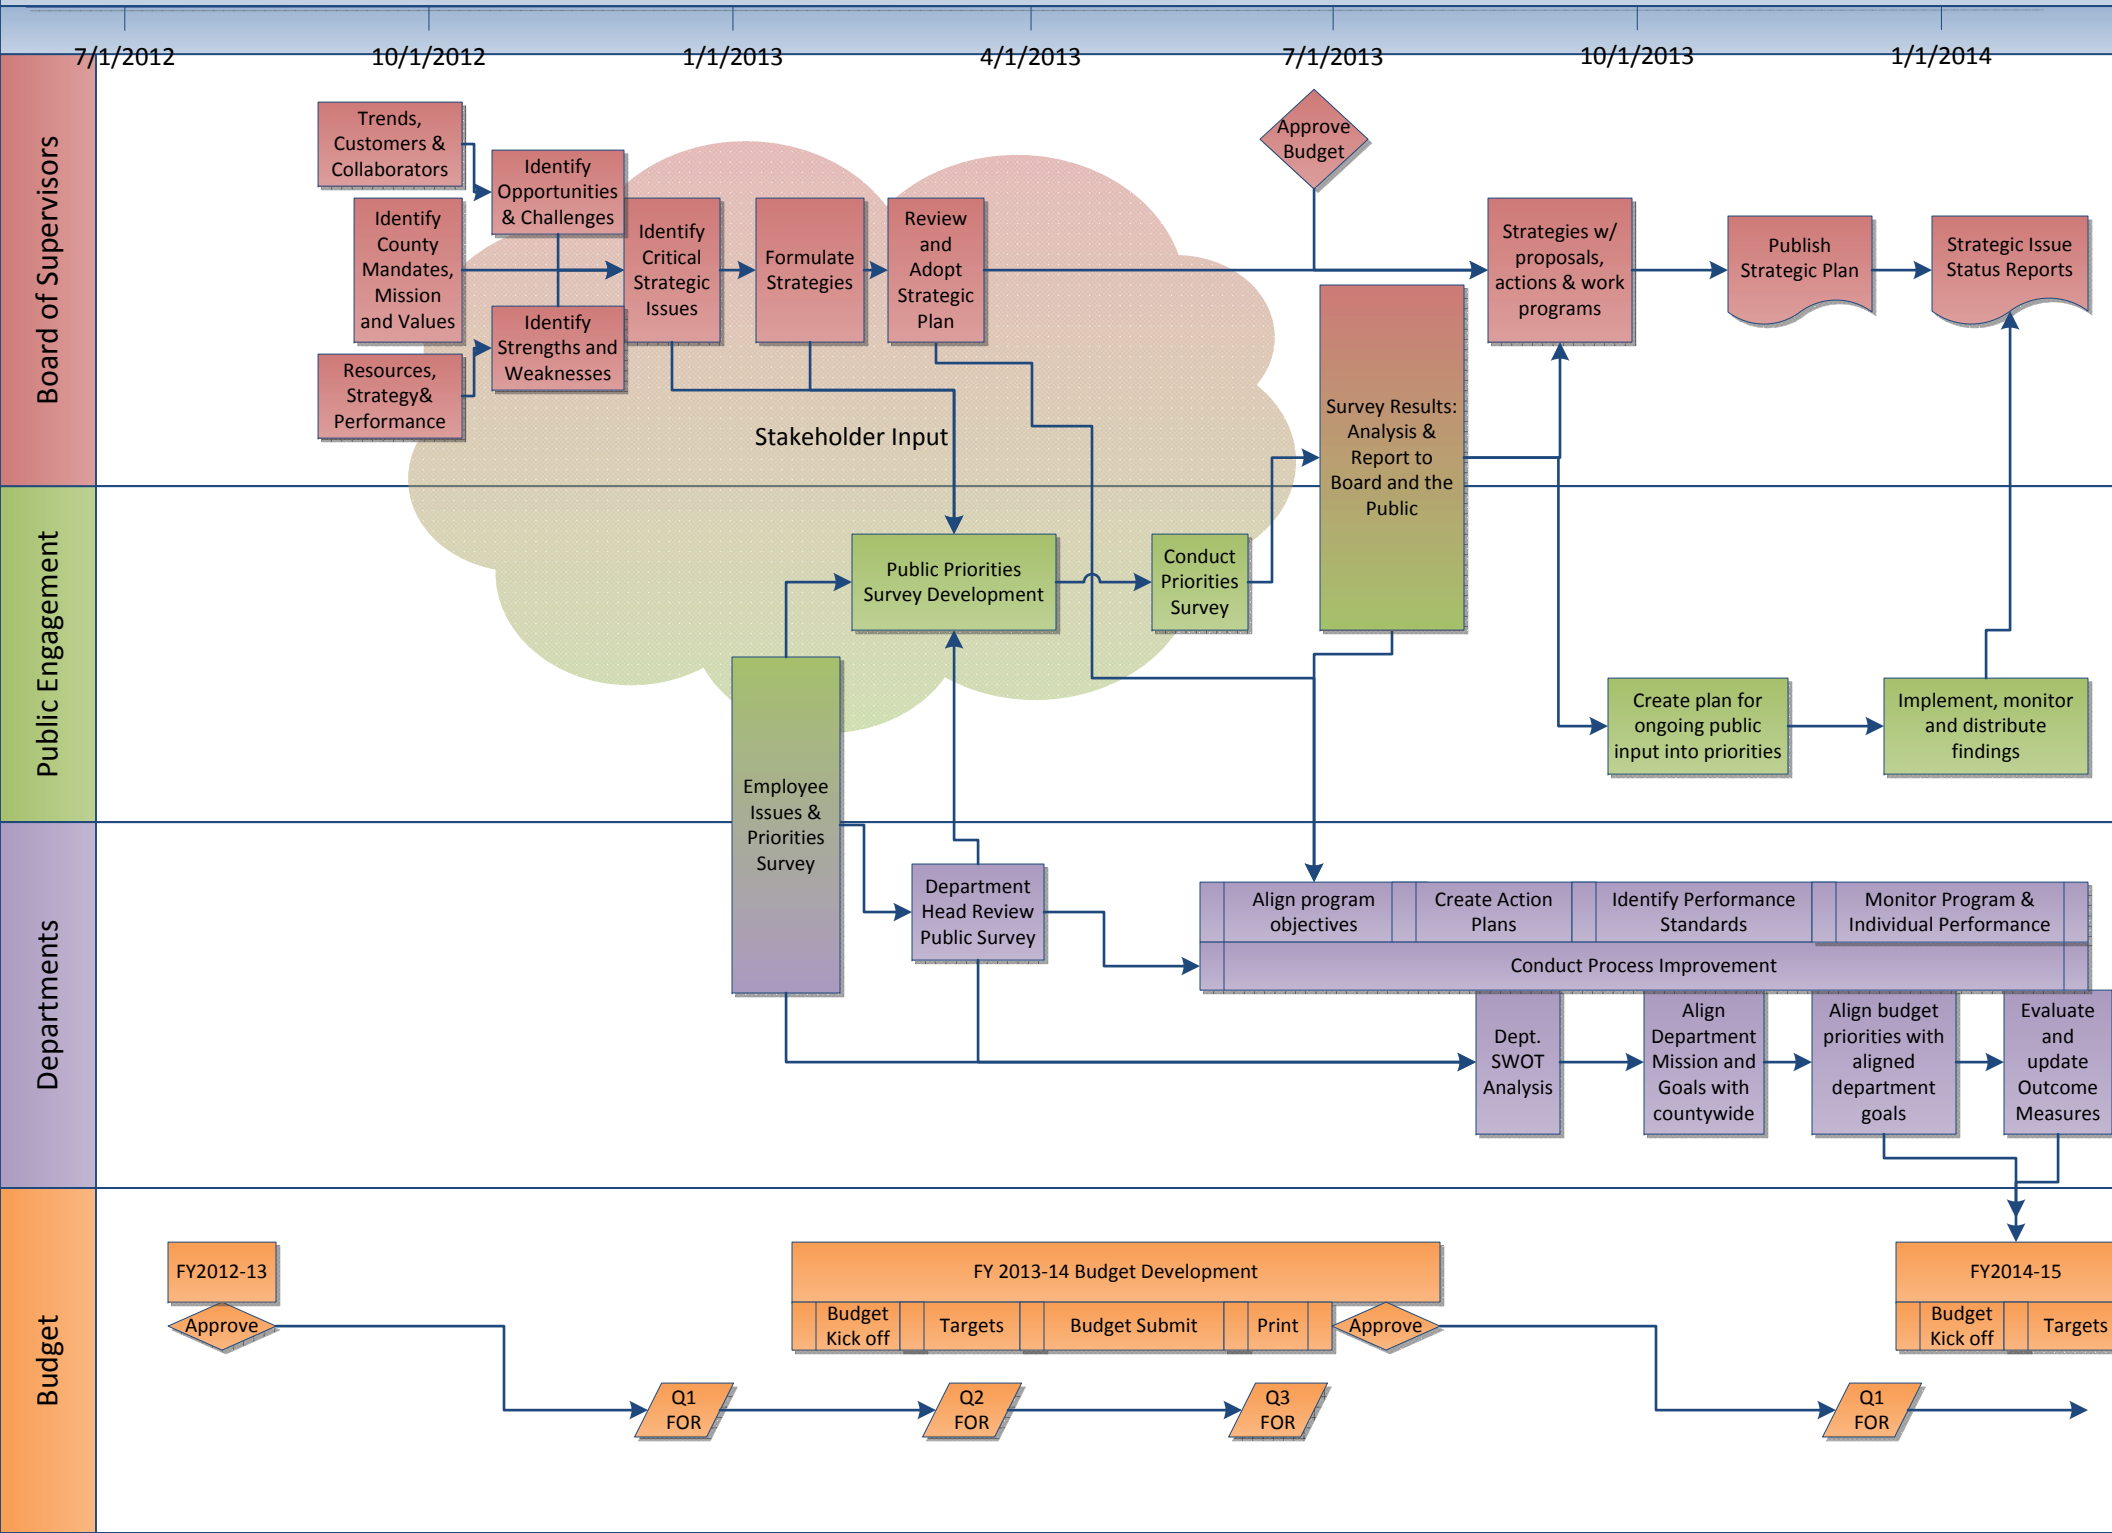 7/1/2012
10/1/2012
1/1/2013
4/1/2013
7/1/2013
10/1/2013
1/1/2014
Board of Supervisors
Trends,
Customers &
Collaborators
Identify
County
Mandates,
Mission
and Values
Resources,
Strategy&
Performance
Identify
Opportunities
& Challenges
Identify
Strengths and
Weaknesses
Identify
Critical
Strategic
Issues
Formulate
Strategies
Review
and
Adopt
Strategic
Plan
Approve
Budget
Strategies w/
proposals,
actions & work
programs
Publish
Strategic Plan
Strategic Issue
Status Reports
Stakeholder Input
Survey Results:
Analysis &
Report to
Board and the
Public
Public Engagement
Public Priorities
Survey Development
Conduct
Priorities
Survey
Create plan for
ongoing public
input into priorities
Implement, monitor
and distribute
findings
Employee
Issues &
Priorities
Survey
Departments
Department
Head Review
Public Survey
Align program
objectives
Create Action
Plans
Identify Performance
Standards
Monitor Program &
Individual Performance
Conduct Process Improvement
Dept.
SWOT
Analysis
Align
Department
Mission and
Goals with
countywide
Align budget
priorities with
aligned
department
goals
Evaluate
and
update
Outcome
Measures
Budget
FY2012-13
Approve
FY 2013-14 Budget Development
Budget
Kick off
Targets
Budget Submit
Print
Approve
FY2014-15
Budget
Kick off
Targets
Q1
FOR
Q2
FOR
Q3
FOR
Q1
FOR